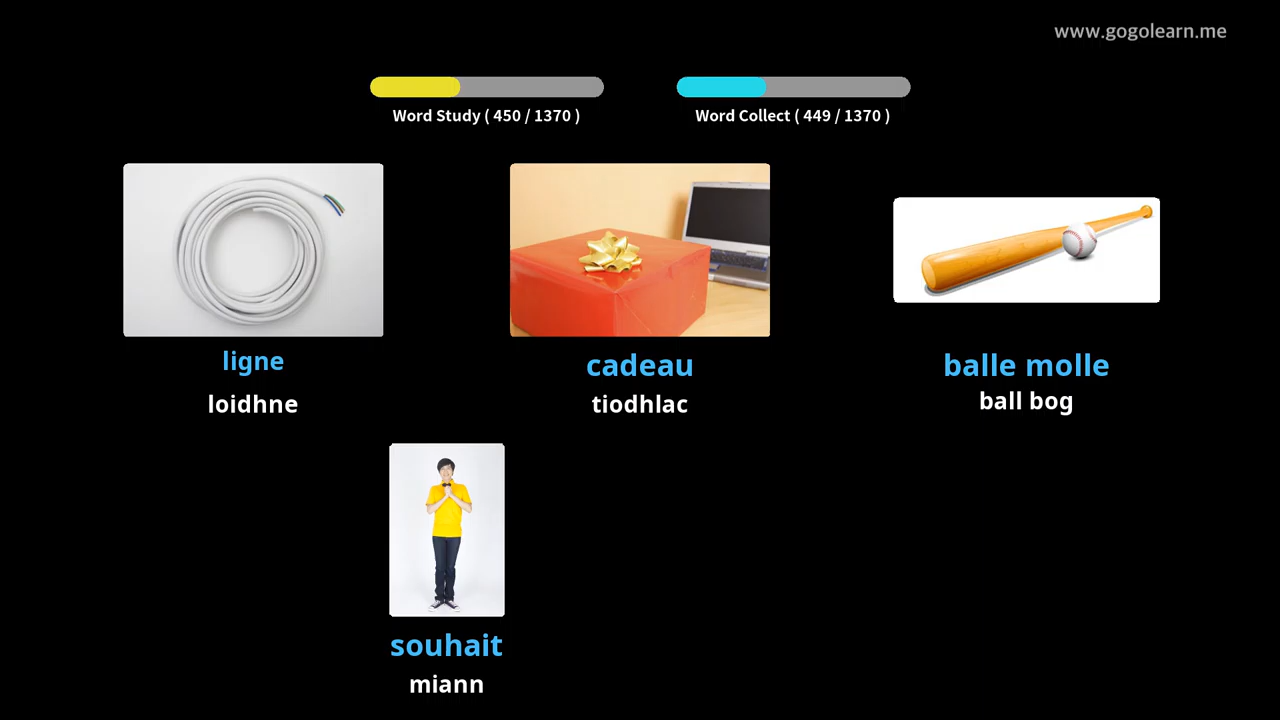 www.gogolearn.me
Word Study ( 450 / 1370 )
Word Collect ( 449 / 1370 )
ligne
loidhne
cadeau
tiodhlac
balle molle
ball bog
souhait
miann